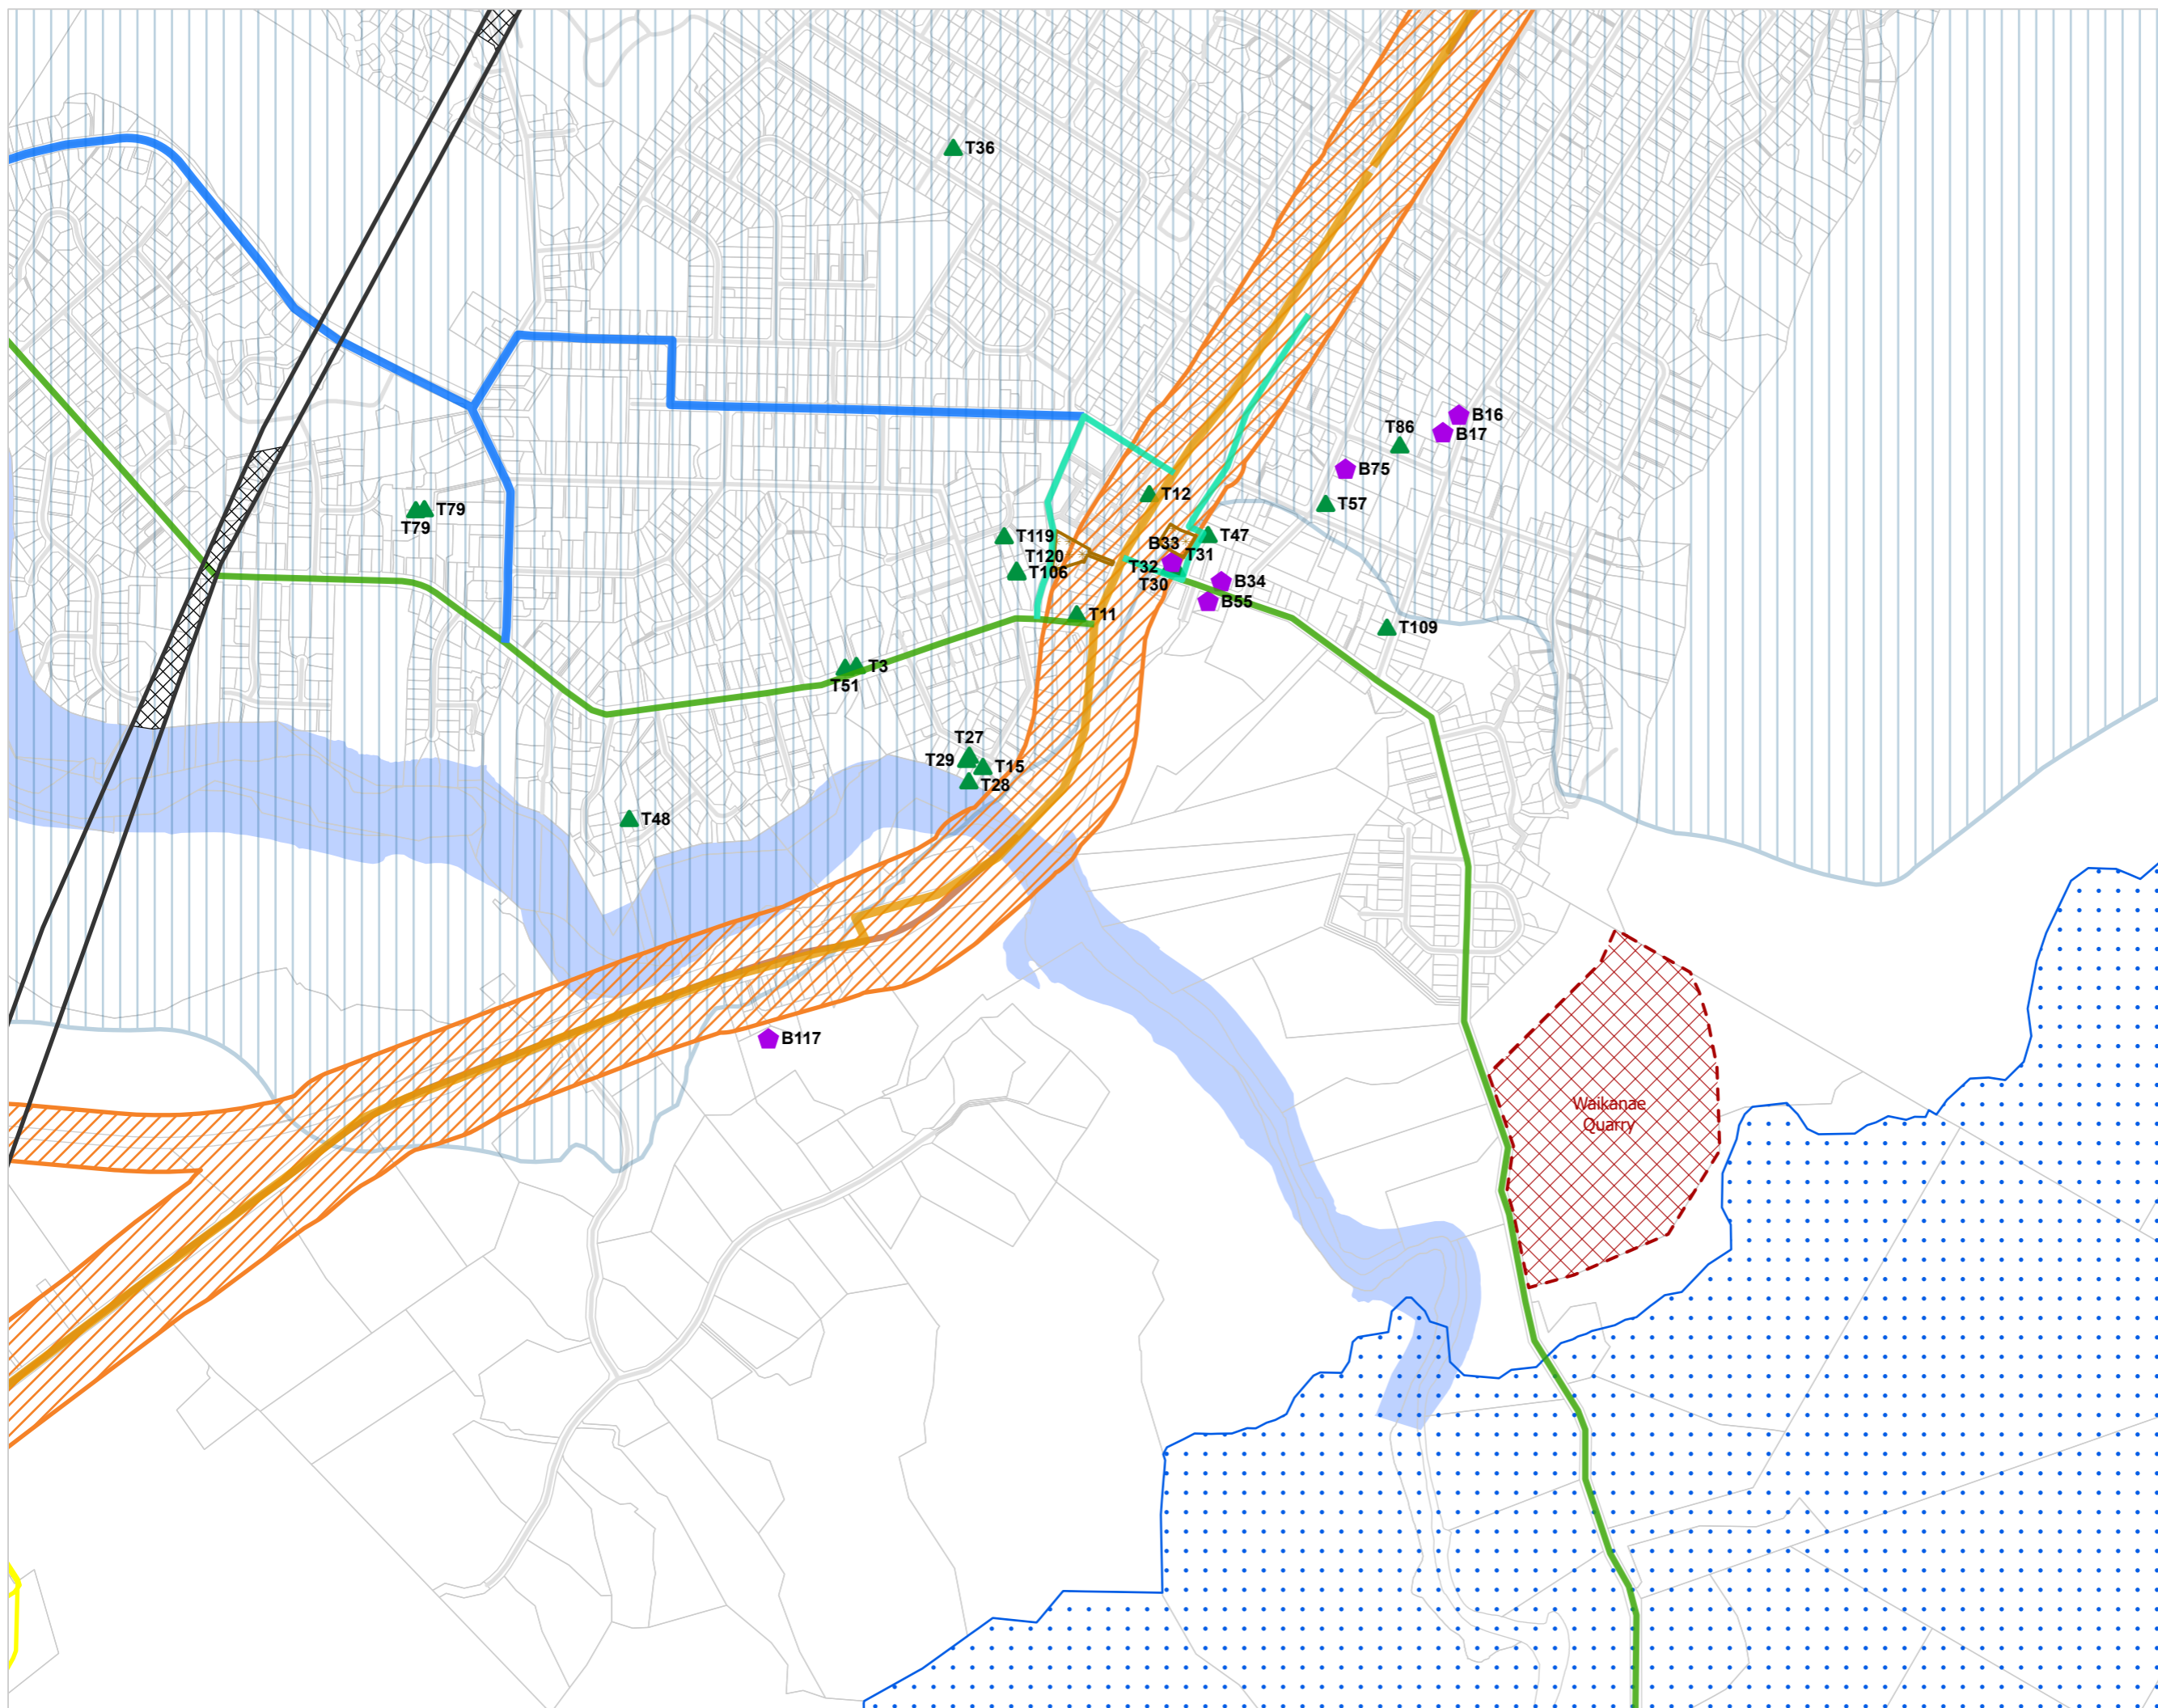 T36
B16
T86
B17
B75
T79
T12
T57
T79
T119
T47
B33
T120
T31
T32
T106
B34
T30
B55
T11
T109
T3
T51
T27
T29
T15
T28
T48
B117
Waikanae
Quarry